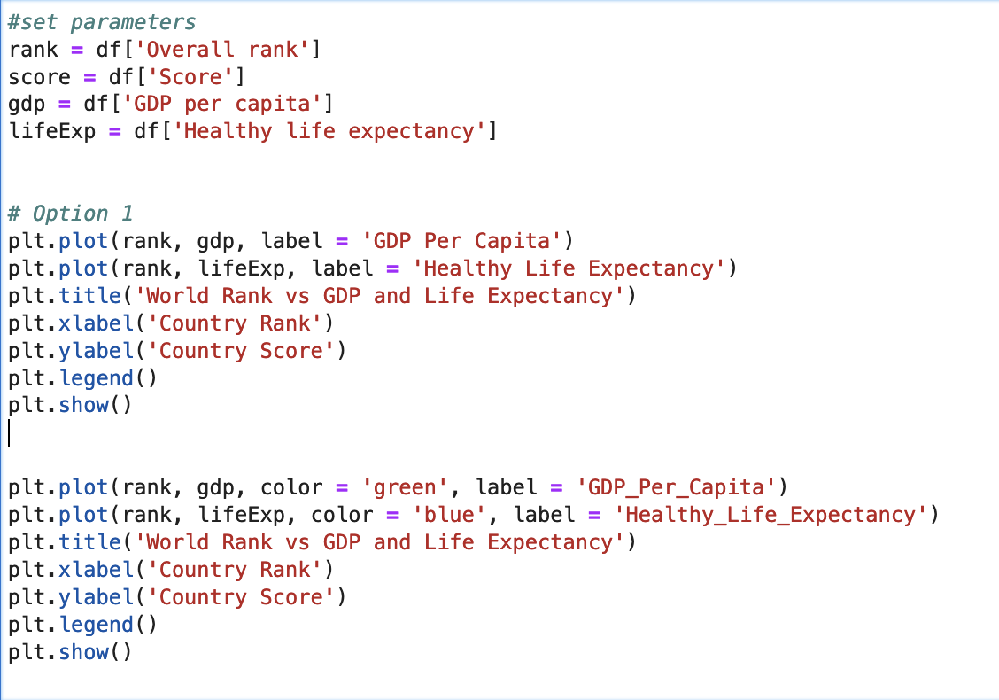 #set parameters
rank = df['Overall rank']
score = df['Score']
gdp = df['GDP per capita']
lifeExp = df['Healthy life expectancy']
# Option 1
plt.plot(rank, gdp, label = 'GDP Per Capita')
plt.plot(rank, lifeExp, label = 'Healthy Life Expectancy')
plt.title('World Rank vs GDP and Life Expectancy')
plt.xlabel('Country Rank')
plt.ylabel('Country Score')
plt.legend()
plt.show()
plt.plot(rank, gdp, color = 'green', label = 'GDP_Per_Capita')
plt.plot(rank, lifeExp, color = 'blue', label = 'Healthy_Life_Expectancy')
plt.title('World Rank vs GDP and Life Expectancy')
plt.xlabel('Country Rank')
plt.ylabel('Country Score')
plt.legend()
plt.show()